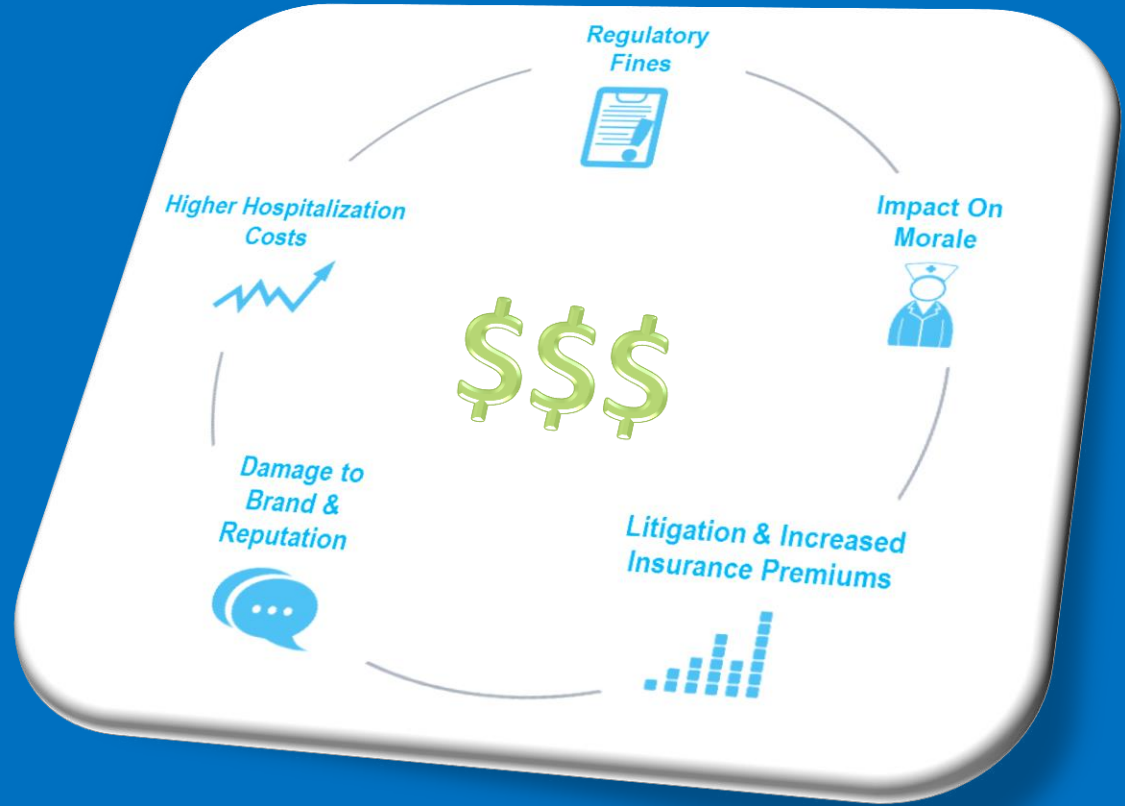 Regulatory
Fines
Impact On
Morale
Higher Hospitalization
Costs
$$$
Damage to
Brand &
Reputation
Litigation & Increased
Insurance Premiums